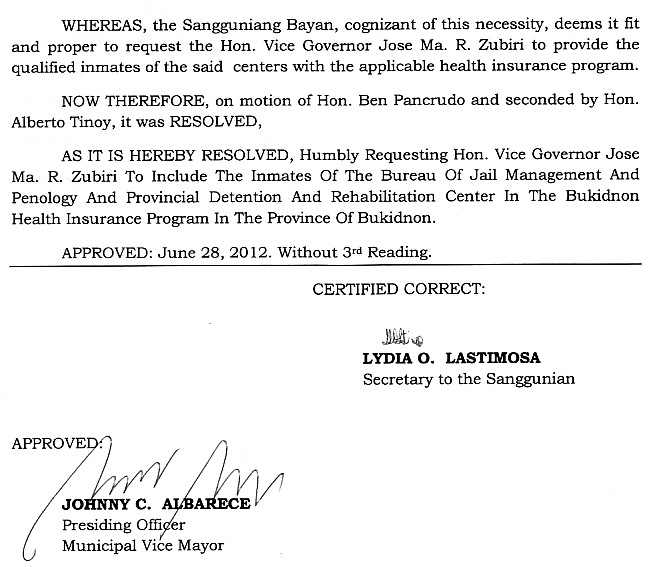 WHEREAS, the Sangguniang Bayan, cognizant of this necessity, deems it fit
and proper to request the Hon. Vice Governor Jose Ma. R. Zubiri to provide the
qualified inmates of the said centers with the applicable health insurance program.
NOW THEREFORE, on motion of Hon. Ben Pancrudo and seconded by Hon.
Alberto Tinoy, it was RESOLVED,
AS IT IS HEREBY RESOLVED, Humbly Requesting Hon. Vice Governor Jose
Ma. R. Zubiri To Include The Inmates Of The Bureau Of Jail Management And
Penology And Provincial Detention And Rehabilitation Center In The Bukidnon
Health Insurance Program In The Province Of Bukidnon.
APPROVED: June 28, 2012. Without 3rd Reading.
CERTIFIED CORRECT:
LYDIA O. LASTIMOSA
Secretary to the Sanggunian
APPROVED:
JOHNNY C. ALBARECE
Presiding Officer
Municipal Vice Mayor